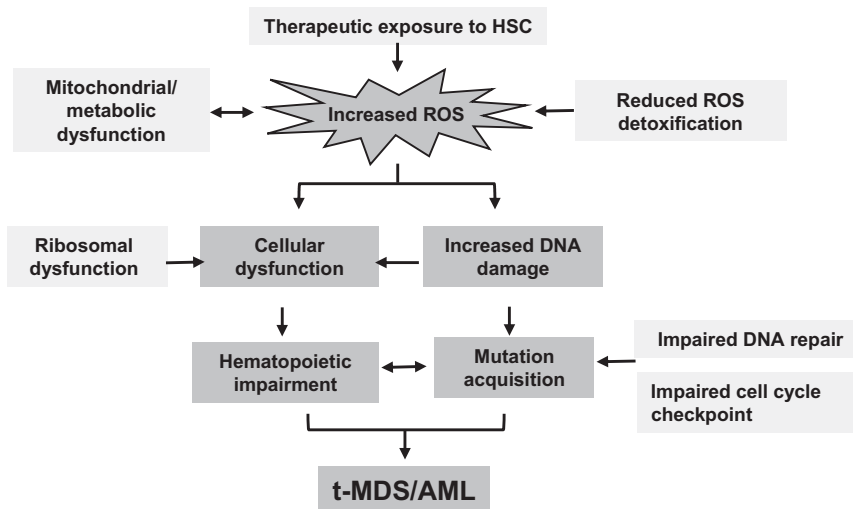 Therapeutic exposure to HSC
Mitochondrial/
metabolic
dysfunction
Increased ROS
Reduced ROS
detoxification
Ribosomal
dysfunction
Cellular
dysfunction
Increased DNA
damage
Hematopoietic
impairment
Mutation
acquisition
Impaired DNA repair
Impaired cell cycle
checkpoint
t-MDS/AML